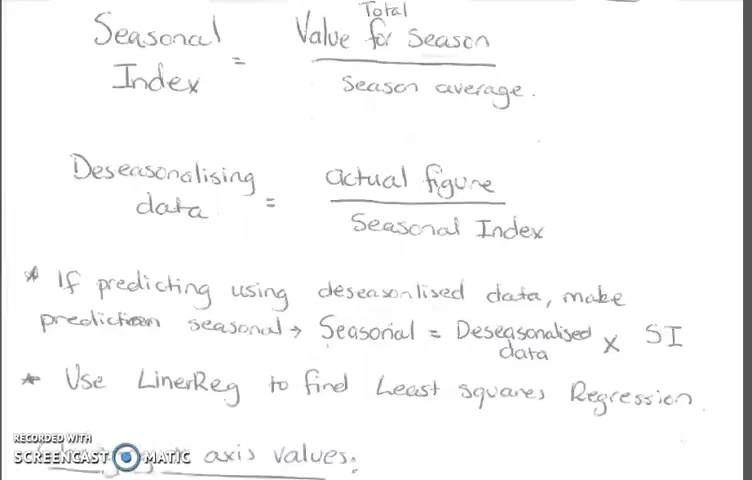 Total
Seasonal Value for Season
Index = Season average.
Deseasonalising actual figure
data = Seasonal Index
* If predicting using deseasonlised data, make
prediction seasonal → Seasonal = Deseasonalised data × SI
* Use LinerReg to find Least squares Regression
axis values:
RECORDED WITH
SCREENCAST MATIC